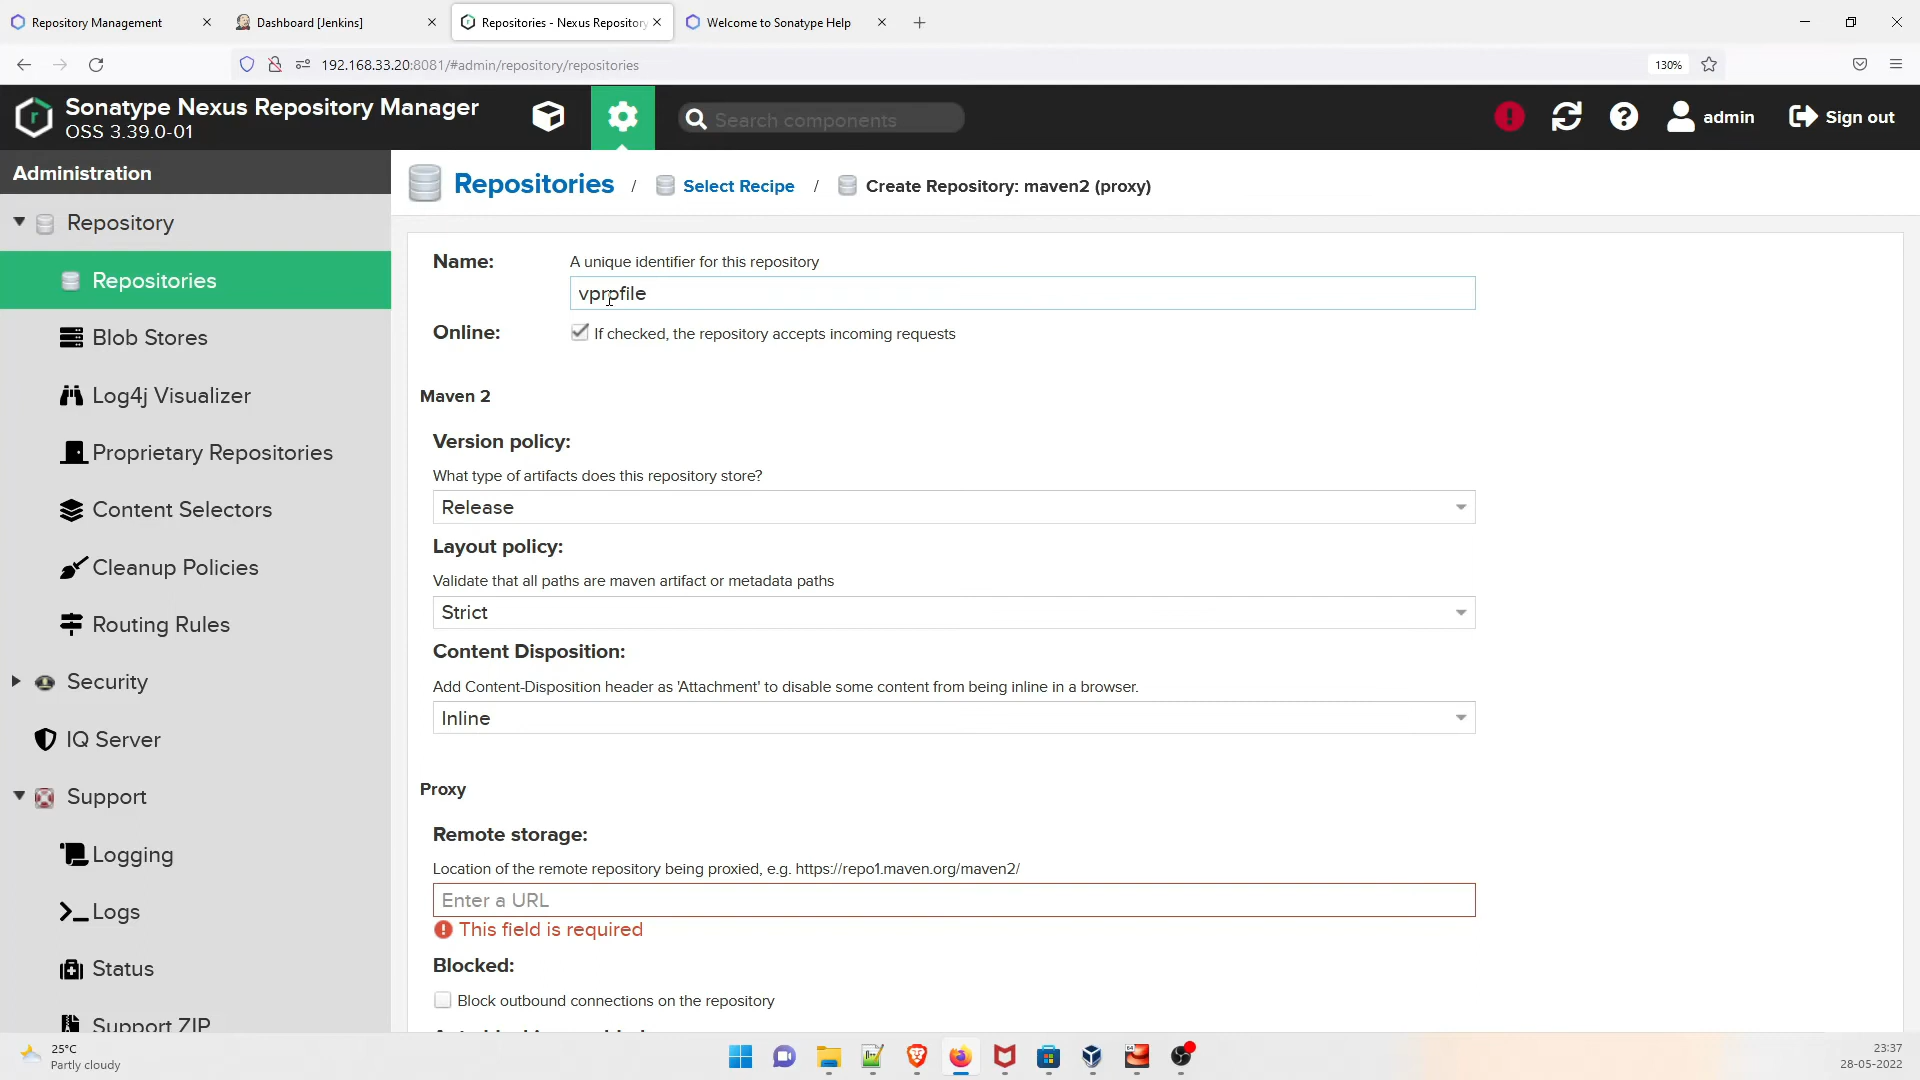 Repository Management
Dashboard [Jenkins]
Repositories - Nexus Repository
Welcome to Sonatype Help
192.168.33.20:8081/#admin/repository/repositories
130%
Sonatype Nexus Repository Manager
OSS 3.39.0-01
Search components
admin
Sign out
Administration
Repository
Repositories
Blob Stores
Log4j Visualizer
Proprietary Repositories
Content Selectors
Cleanup Policies
Routing Rules
Security
IQ Server
Support
Logging
Logs
Status
Support ZIP
Repositories / Select Recipe / Create Repository: maven2 (proxy)
Name: A unique identifier for this repository
vprofile
Online: If checked, the repository accepts incoming requests
Maven 2
Version policy:
What type of artifacts does this repository store?
Release
Layout policy:
Validate that all paths are maven artifact or metadata paths
Strict
Content Disposition:
Add Content-Disposition header as 'Attachment' to disable some content from being inline in a browser.
Inline
Proxy
Remote storage:
Location of the remote repository being proxied, e.g. https://repo1.maven.org/maven2/
Enter a URL
This field is required
Blocked:
Block outbound connections on the repository
25°C
Partly cloudy
23:37
28-05-2022